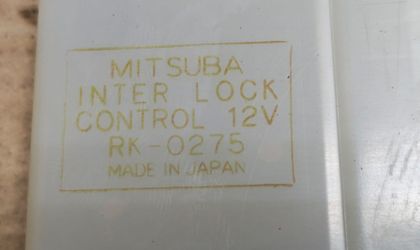 MITSUBA
INTER LOCK
CONTROL 12V
RK-0275
MADE IN JAPAN